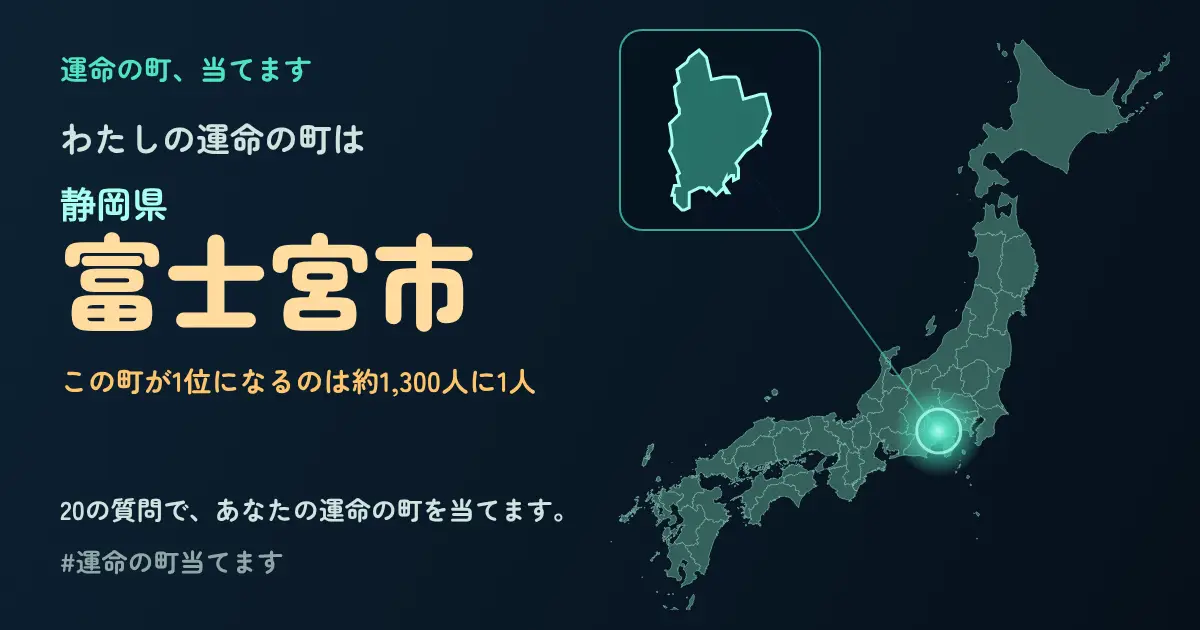 運命の町、当てます
わたしの運命の町は
静岡県
富士宮市
この町が1位になるのは約1,300人に1人
20の質問で、あなたの運命の町を当てます。
#運命の町当てます